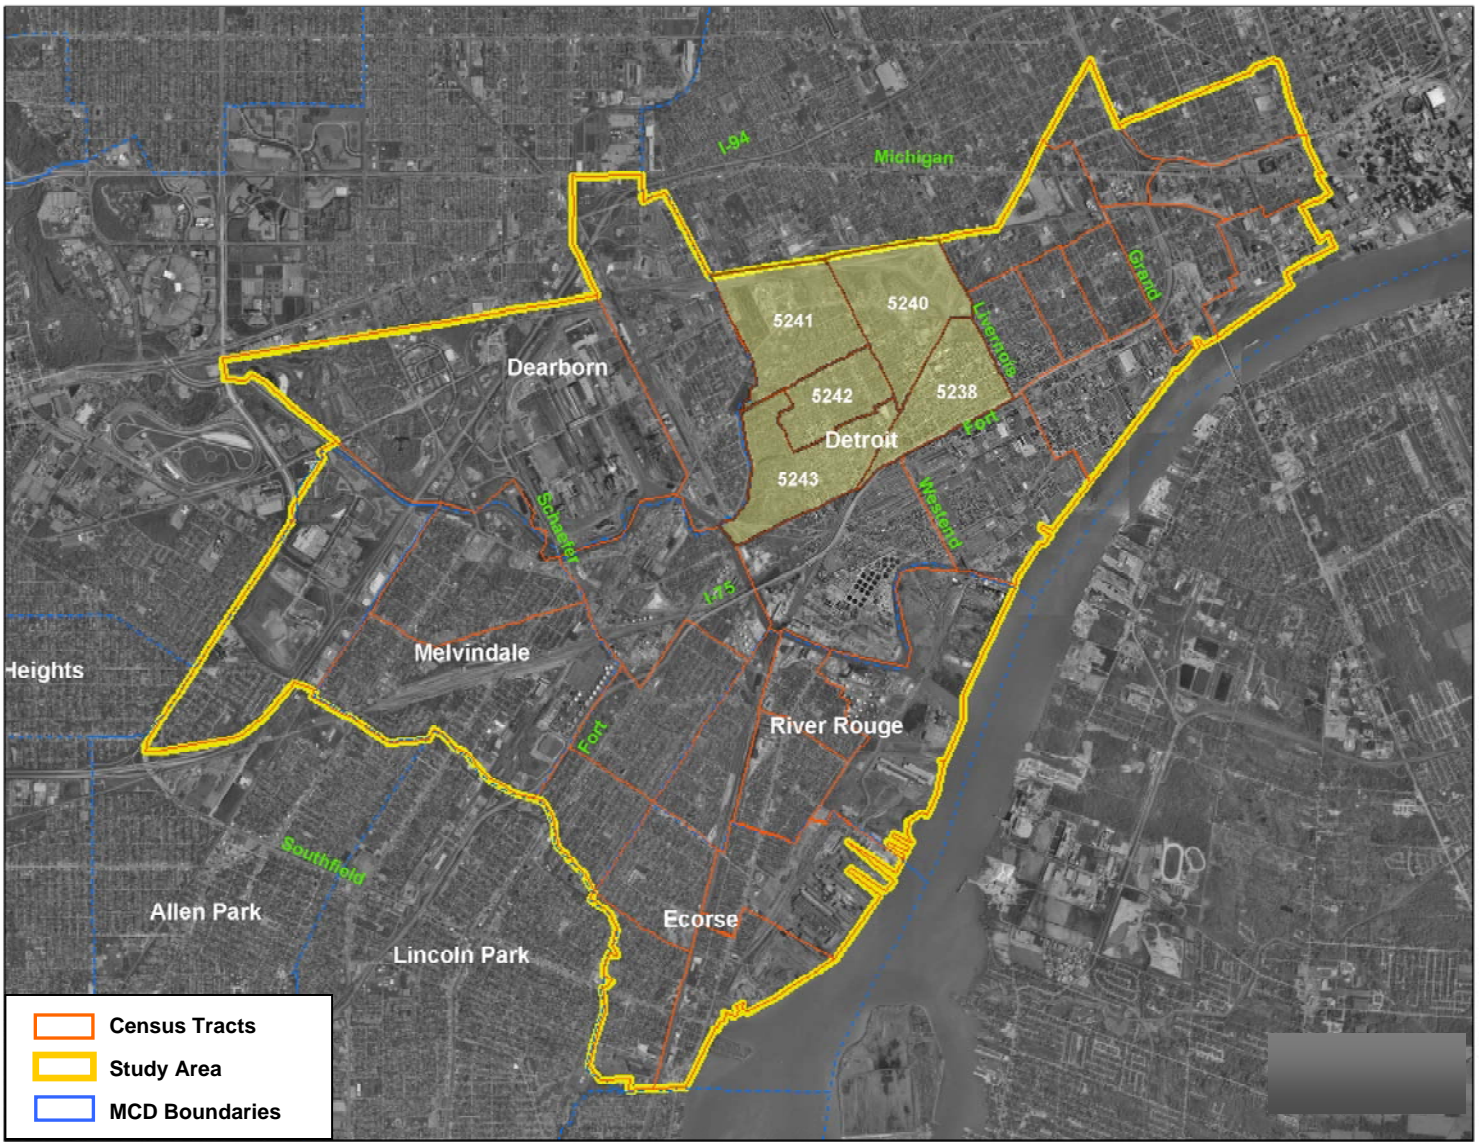 I-94
Michigan
Grand
5240
5241
Livernois
Dearborn
5242
5238
Fort
Detroit
5243
Westend
Schaefer
I-75
Melvindale
Heights
River Rouge
Fort
Southfield
Allen Park
Ecorse
Lincoln Park
Census Tracts
Study Area
MCD Boundaries